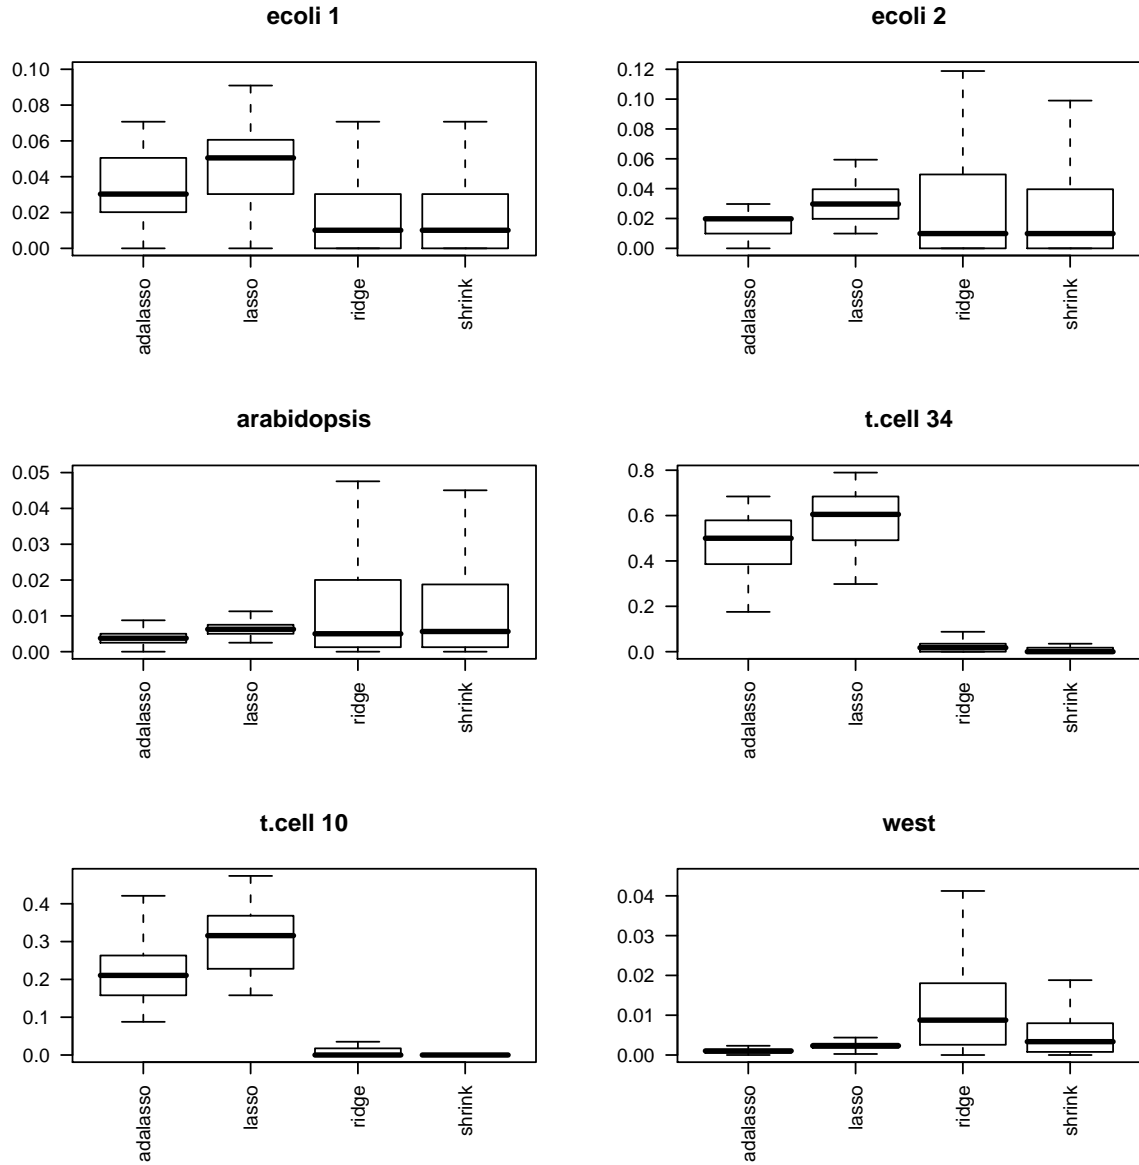 ecoli 1
0.10
0.08
0.06
0.04
0.02
0.00
adalasso
lasso
ridge
shrink
ecoli 2
0.12
0.10
0.08
0.06
0.04
0.02
0.00
adalasso
lasso
ridge
shrink
arabidopsis
0.05
0.04
0.03
0.02
0.01
0.00
adalasso
lasso
ridge
shrink
t.cell 34
0.8
0.6
0.4
0.2
0.0
adalasso
lasso
ridge
shrink
t.cell 10
0.4
0.3
0.2
0.1
0.0
adalasso
lasso
ridge
shrink
west
0.04
0.03
0.02
0.01
0.00
adalasso
lasso
ridge
shrink